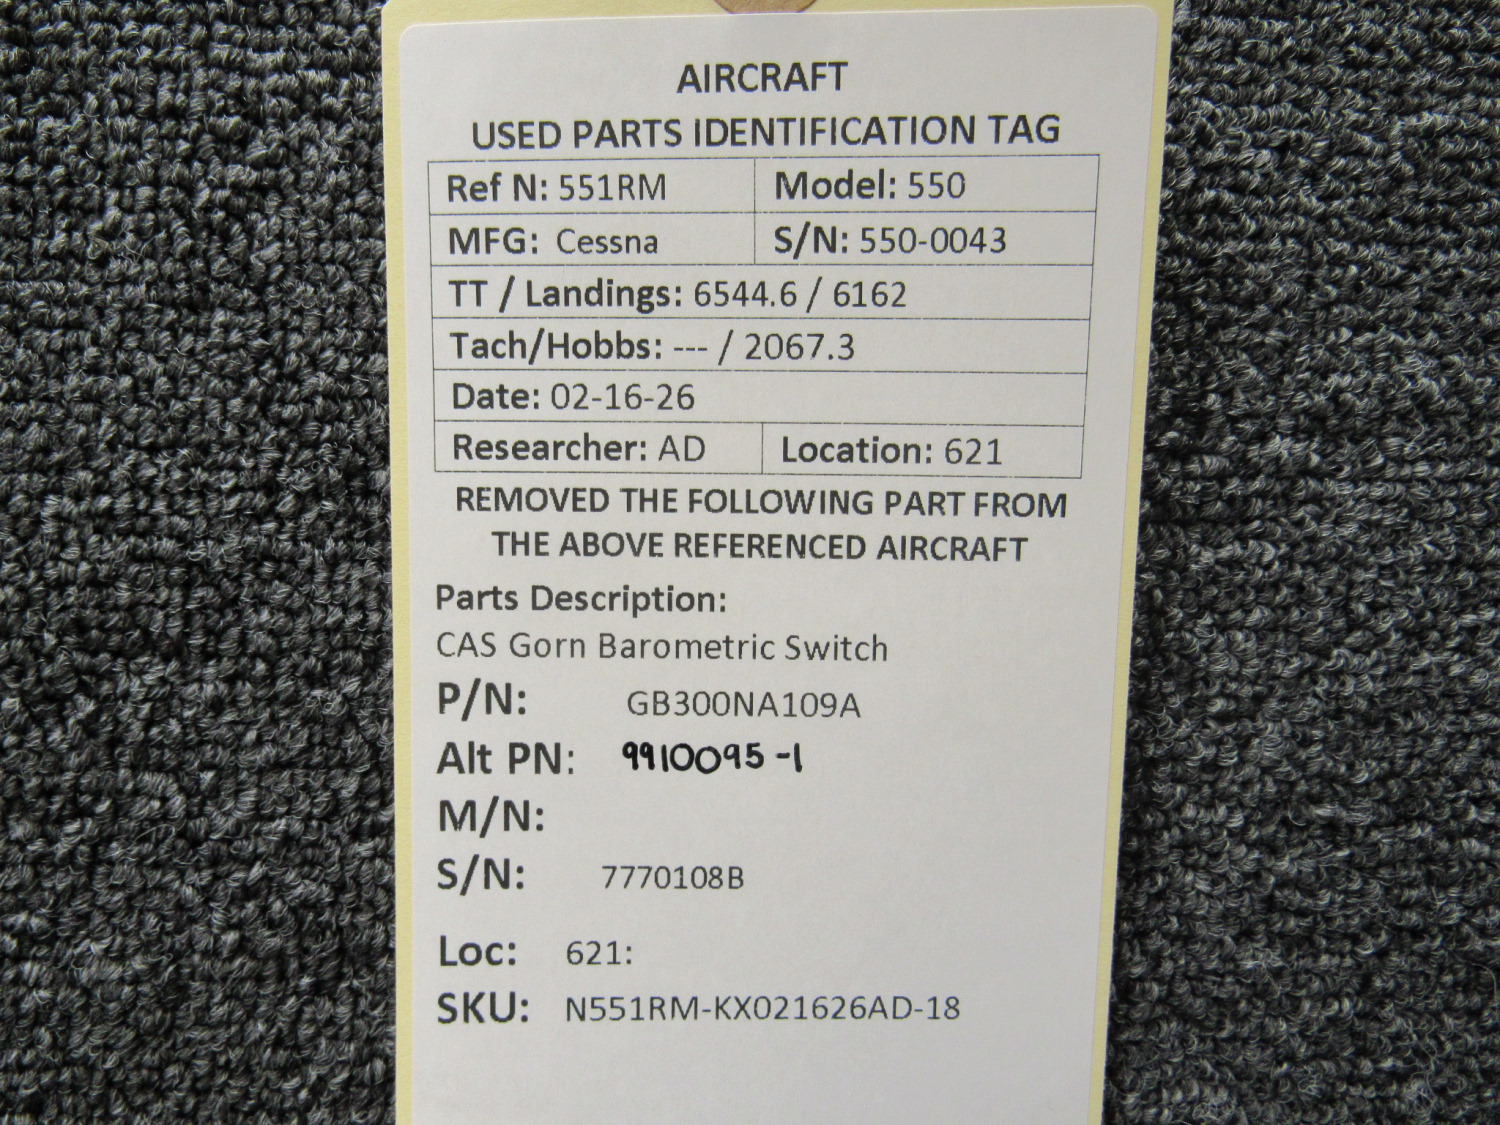 AIRCRAFT
USED PARTS IDENTIFICATION TAG
Ref N: 551RM Model: 550
MFG: Cessna S/N: 550-0043
TT / Landings: 6544.6 / 6162
Tach/Hobbs: --- / 2067.3
Date: 02-16-26
Researcher: AD Location: 621
REMOVED THE FOLLOWING PART FROM
THE ABOVE REFERENCED AIRCRAFT
Parts Description:
CAS Gorn Barometric Switch
P/N: GB300NA109A
Alt PN: 9910095-1
M/N:
S/N: 7770108B
Loc: 621:
SKU: N551RM-KX021626AD-18